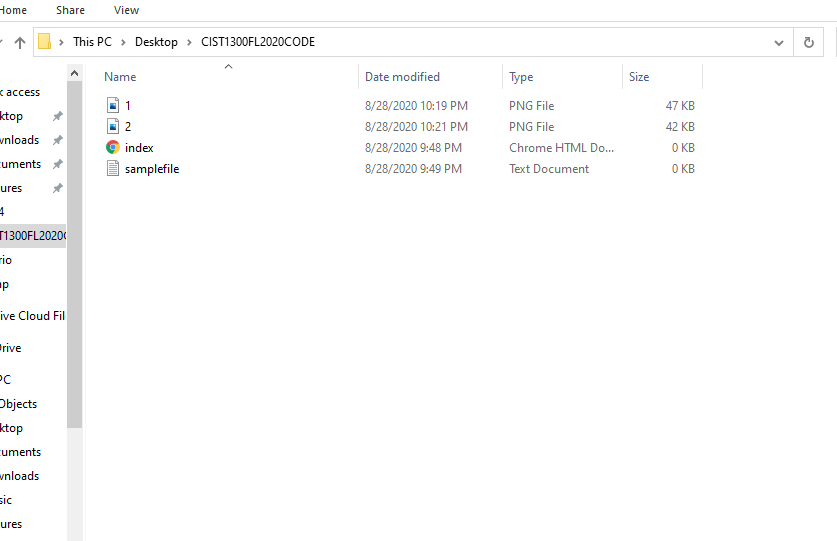 Home Share View
This PC > Desktop > CIST1300FL2020CODE
Name Date modified Type Size
1 8/28/2020 10:19 PM PNG File 47 KB
2 8/28/2020 10:21 PM PNG File 42 KB
index 8/28/2020 9:48 PM Chrome HTML Do... 0 KB
samplefile 8/28/2020 9:49 PM Text Document 0 KB
k access
ktop
wnloads
cuments
ures
4
T1300FL2020C
rio
np
ive Cloud Fil
Drive
PC
Objects
ktop
cuments
wnloads
sic
ures